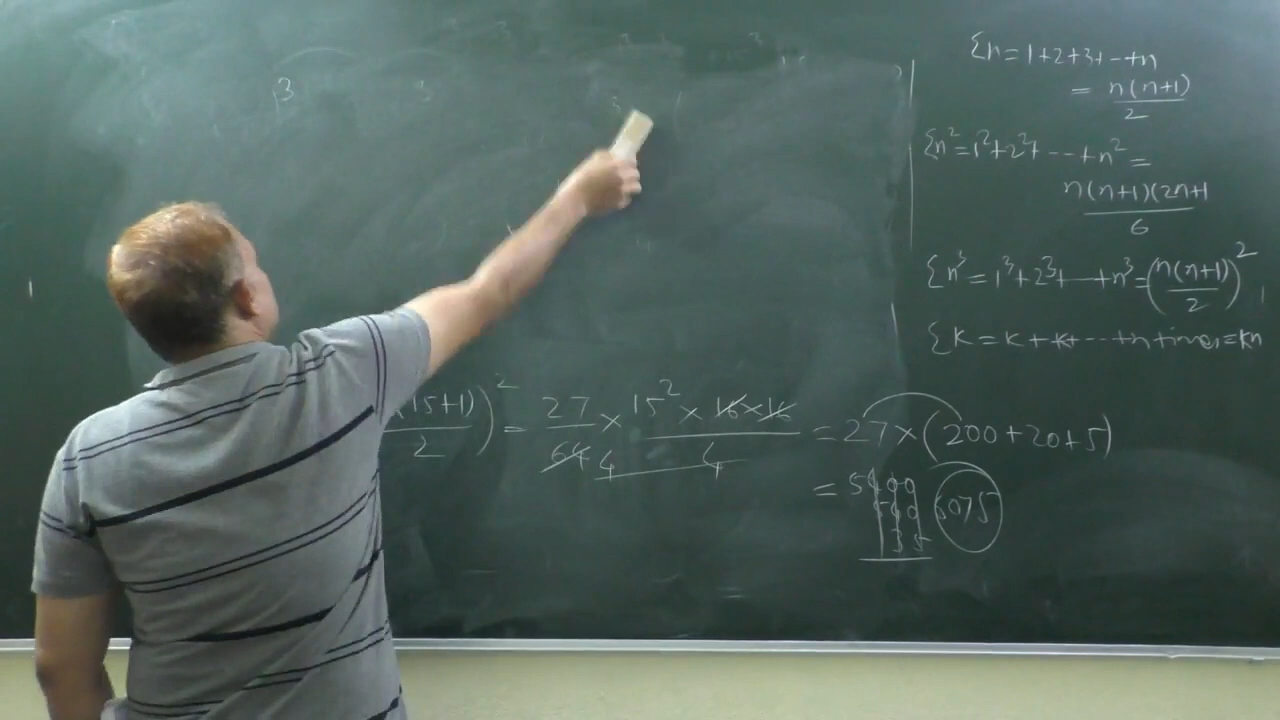 Σn = 1+2+3+--+n
= n(n+1)/2
Σn² = 1²+2²+---+n² =
n(n+1)(2n+1/6
Σn³ = 1³+2³+---+n³ = (n(n+1)/2)²
ΣK = K+K+---+n times = Kn
15+1)/2)² = 27/64 × 15² × 16×16/4 = 27×(200+20+5)
4
= 5400 6075